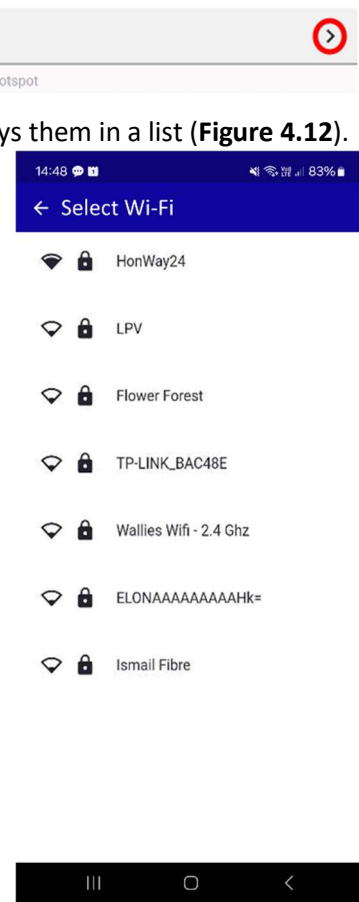 otspot
ys them in a list (Figure 4.12).
14:48 83%
← Select Wi-Fi
HonWay24
LPV
Flower Forest
TP-LINK_BAC48E
Wallies Wifi - 2.4 Ghz
ELONAAAAAAAAAHk=
Ismail Fibre